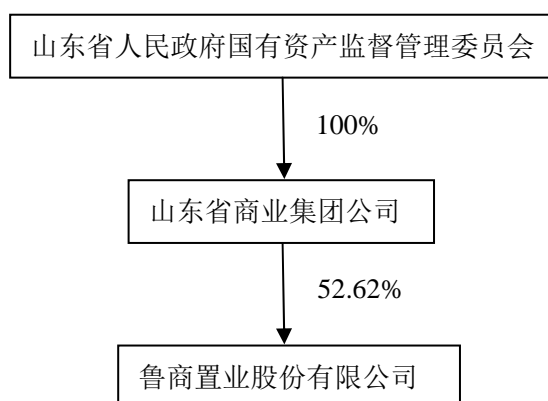 山东省人民政府国有资产监督管理委员会
100%
山东省商业集团公司
52.62%
鲁商置业股份有限公司